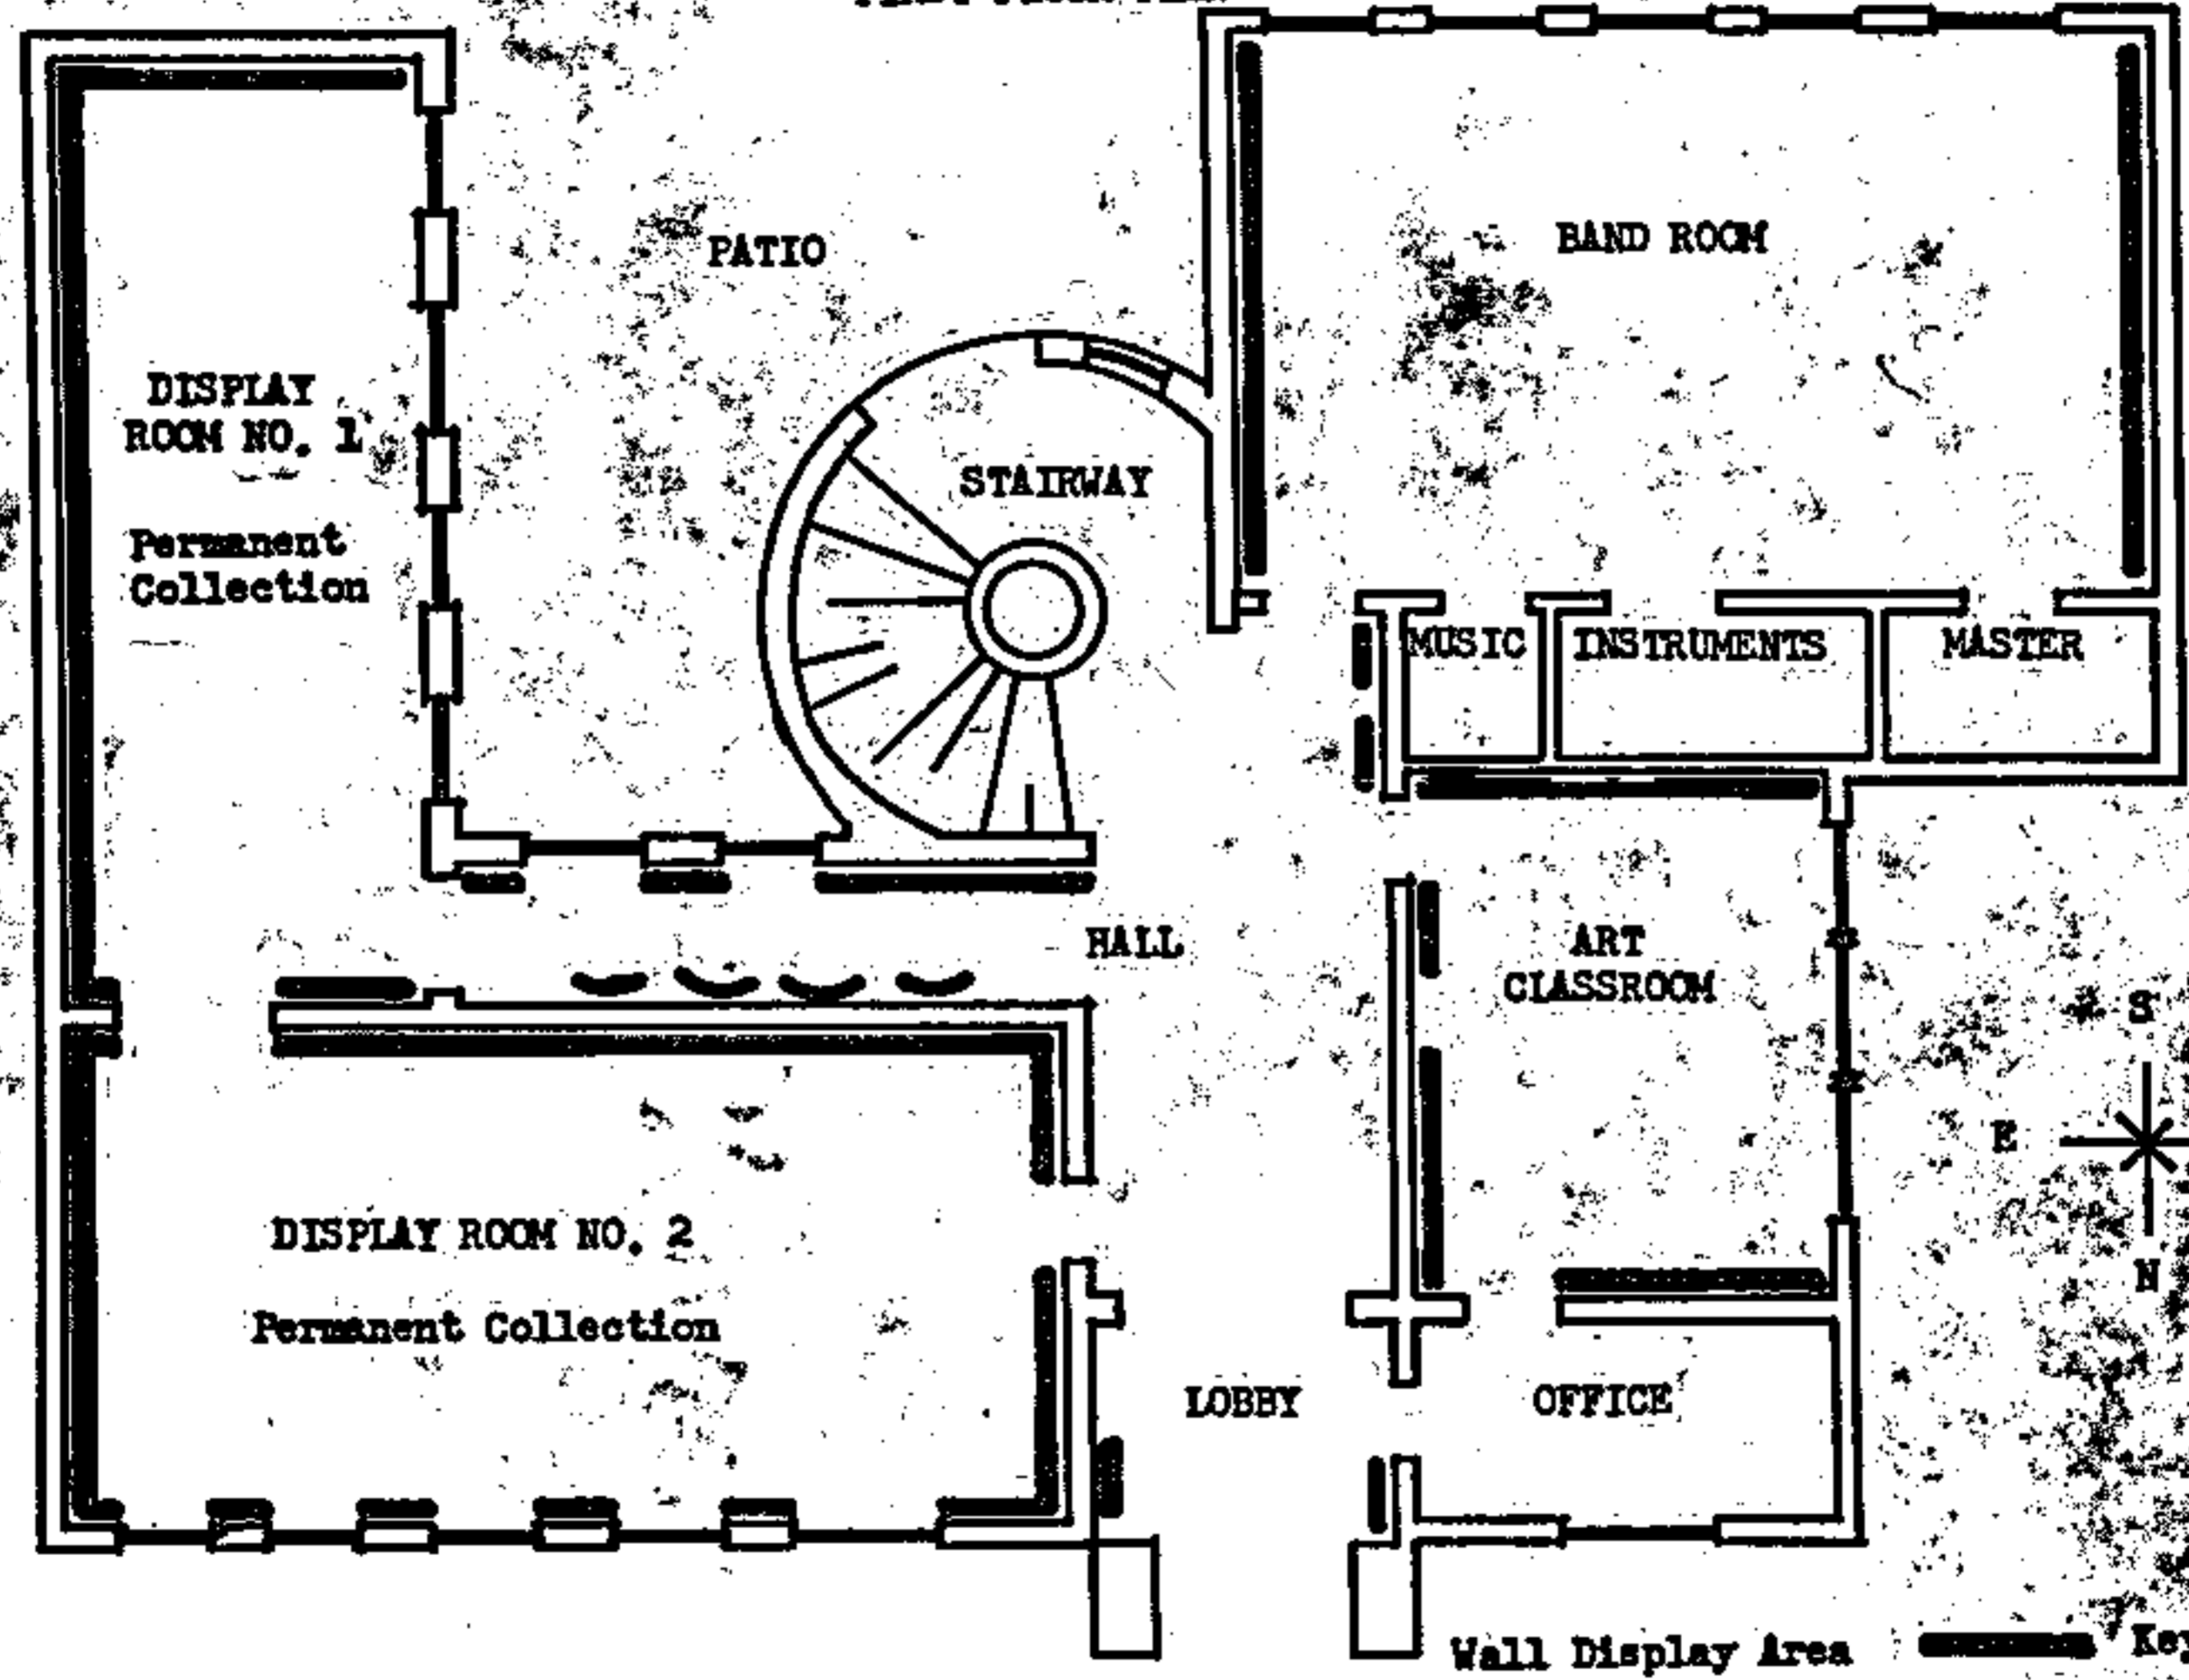 PATIO
BAND ROOM
DISPLAY
ROOM NO. 1
STAIRWAY
Permanent
Collection
MUSIC
INSTRUMENTS
MASTER
HALL
ART
CLASSROOM
S
E
N
DISPLAY ROOM NO. 2
Permanent Collection
LOBBY
OFFICE
Wall Display Area
Key